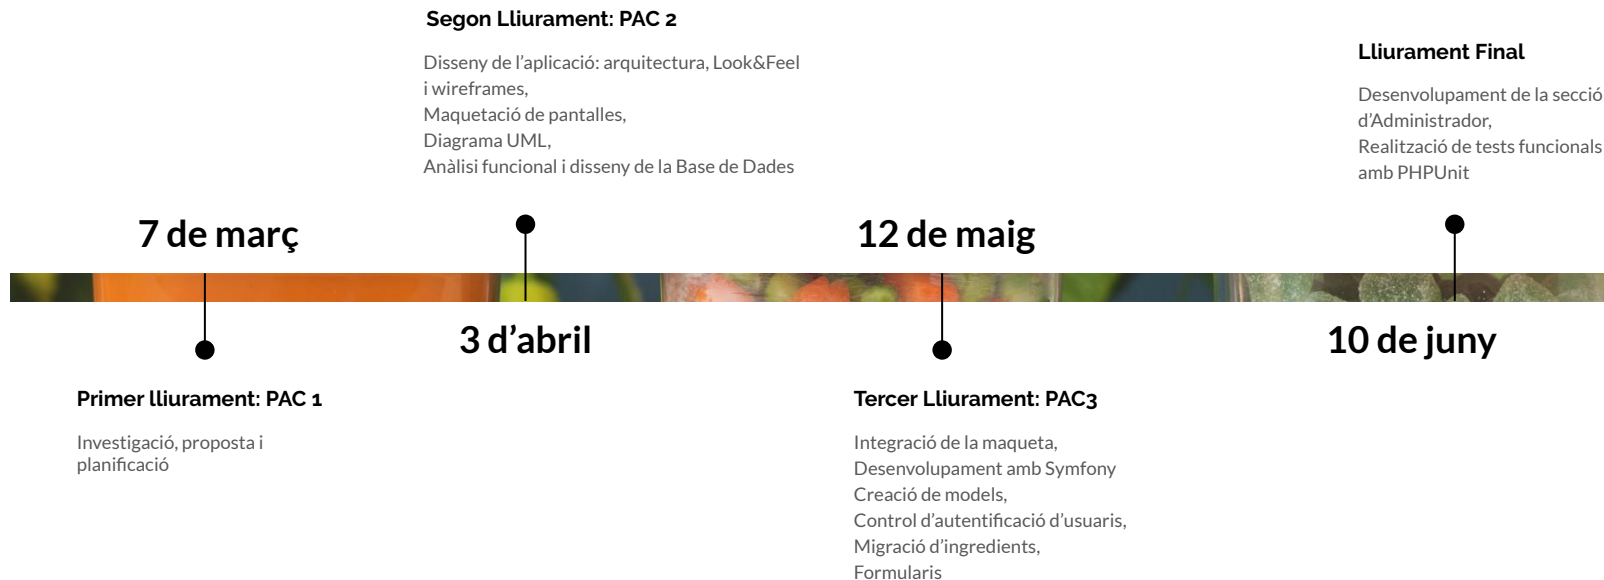 Segon Lliurament: PAC 2
Disseny de l’aplicació: arquitectura, Look&Feel
i wireframes,
Maquetació de pantalles,
Diagrama UML,
Anàlisi funcional i disseny de la Base de Dades
Lliurament Final
Desenvolupament de la secció
d’Administrador,
Realització de tests funcionals
amb PHPUnit
7 de març
12 de maig
3 d’abril
10 de juny
Primer lliurament: PAC 1
Investigació, proposta i
planificació
Tercer Lliurament: PAC3
Integració de la maqueta,
Desenvolupament amb Symfony
Creació de models,
Control d’autentificació d’usuaris,
Migració d’ingredients,
Formularis